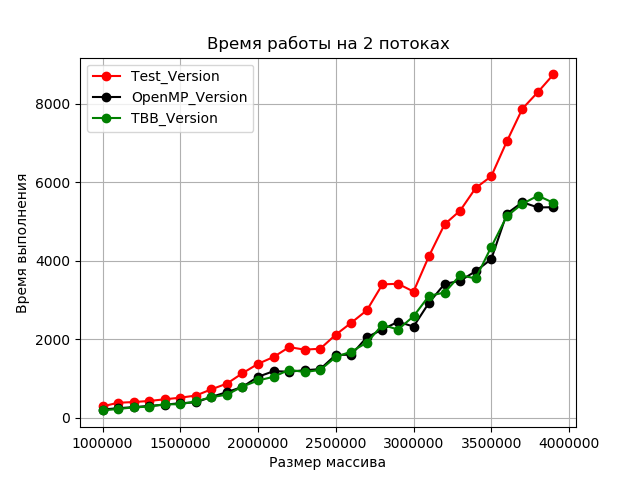 Время работы на 2 потоках
Test_Version
OpenMP_Version
TBB_Version
Время выполнения
8000
6000
4000
2000
0
1000000 1500000 2000000 2500000 3000000 3500000 4000000
Размер массива